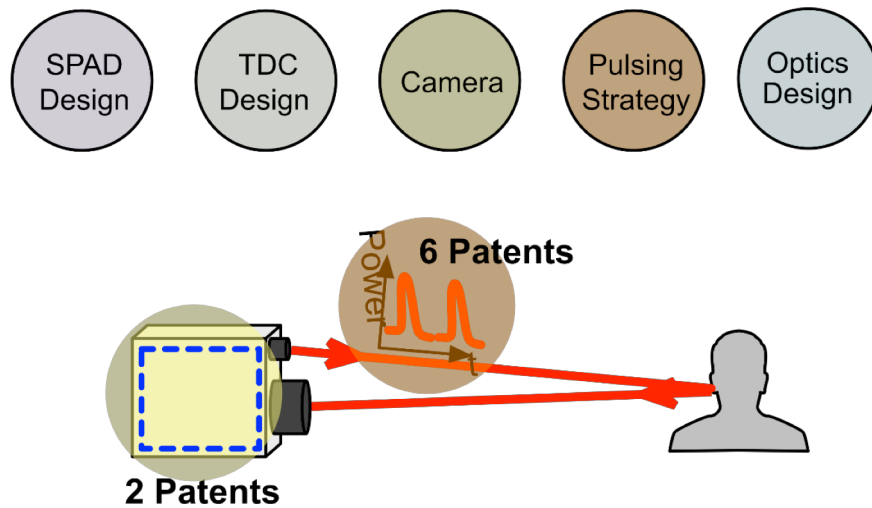 SPAD
Design
TDC
Design
Camera
Pulsing
Strategy
Optics
Design
Power
6 Patents
t
2 Patents